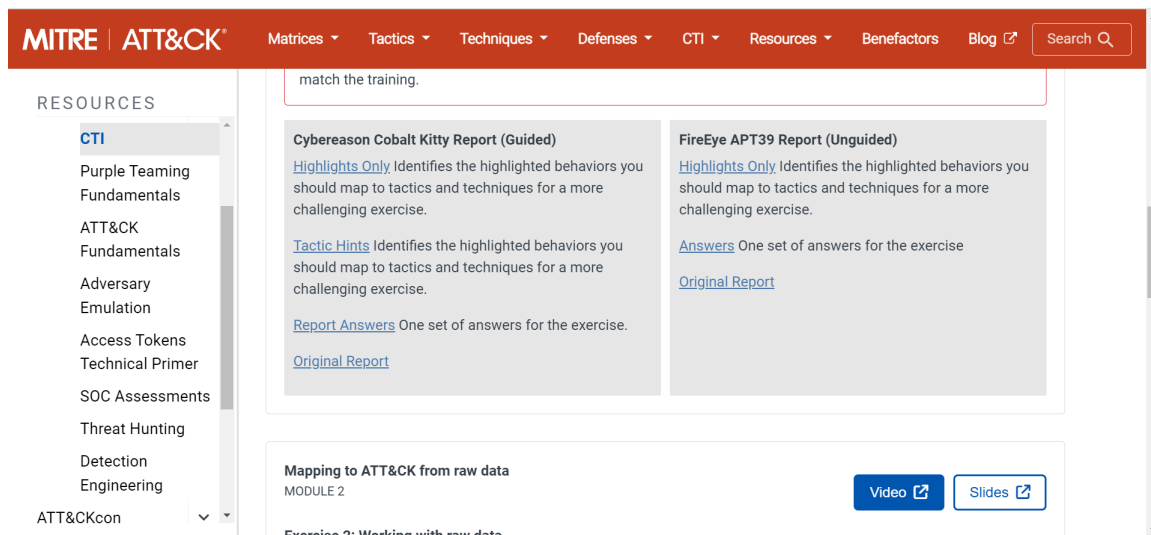 MITRE | ATT&CK®
Matrices
Tactics
Techniques
Defenses
CTI
Resources
Benefactors
Blog
Search
RESOURCES
CTI
Purple Teaming
Fundamentals
ATT&CK
Fundamentals
Adversary
Emulation
Access Tokens
Technical Primer
SOC Assessments
Threat Hunting
Detection
Engineering
ATT&CKcon
match the training.
Cybereason Cobalt Kitty Report (Guided)
Highlights Only Identifies the highlighted behaviors you
should map to tactics and techniques for a more
challenging exercise.
Tactic Hints Identifies the highlighted behaviors you
should map to tactics and techniques for a more
challenging exercise.
Report Answers One set of answers for the exercise.
Original Report
FireEye APT39 Report (Unguided)
Highlights Only Identifies the highlighted behaviors you
should map to tactics and techniques for a more
challenging exercise.
Answers One set of answers for the exercise
Original Report
Mapping to ATT&CK from raw data
MODULE 2
Video
Slides
Exercise 2: Working with raw data